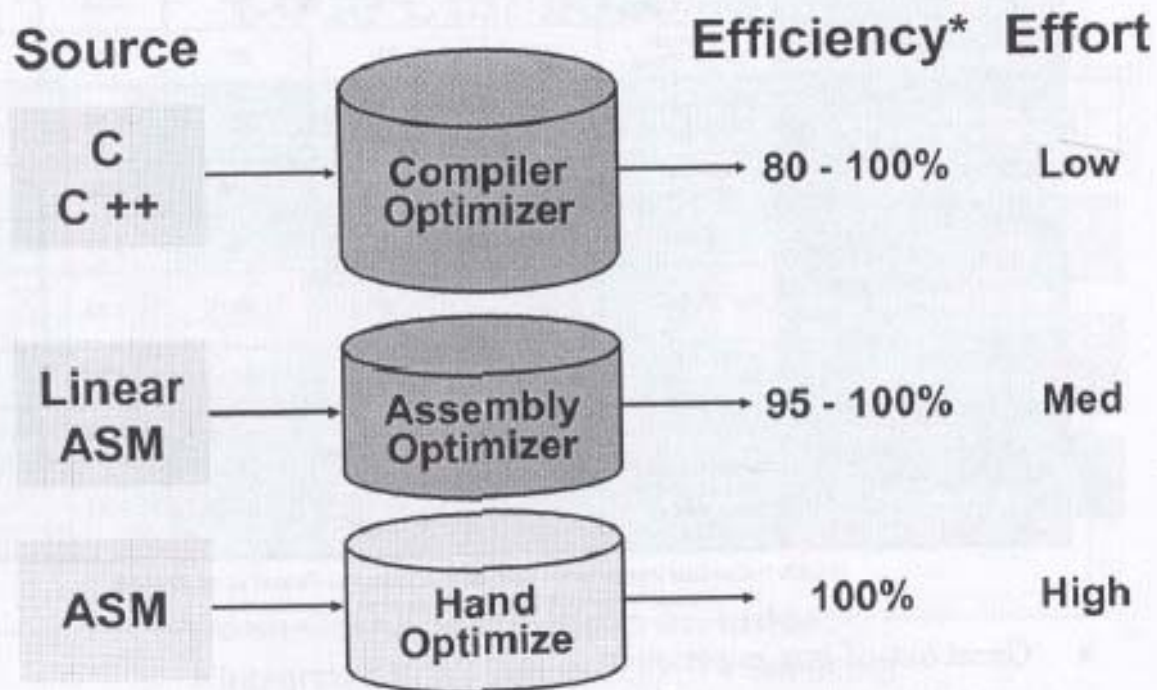 Source Efficiency* Effort
C
C ++
Compiler
Optimizer
80 - 100% Low
Linear
ASM
Assembly
Optimizer
95 - 100% Med
ASM
Hand
Optimize
100% High